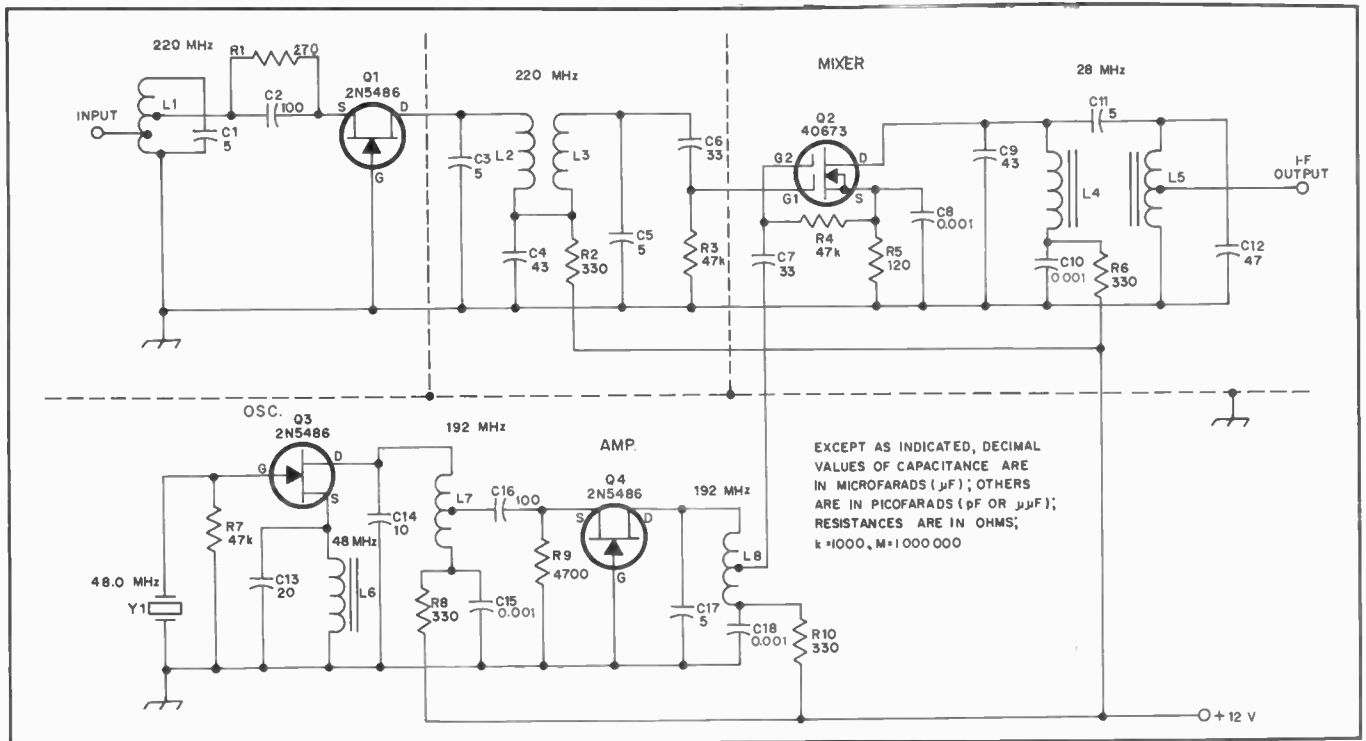 220 MHz
R1
270
C2
100
Q1
2N5486
S
D
G
INPUT
L1
C1
5
220 MHz
C3
5
L2
L3
C4
43
R2
330
C5
5
C6
33
R3
47k
MIXER
Q2
40673
G2
D
G1
S
R4
47k
C7
33
R5
120
C8
0.001
28 MHz
C9
43
C11
5
L4
L5
C10
0.001
R6
330
C12
47
I-F
OUTPUT
OSC.
Q3
2N5486
G
D
S
R7
47k
48.0 MHz
Y1
C13
20
48 MHz
L6
C14
10
192 MHz
L7
C16
100
R8
330
C15
0.001
AMP.
Q4
2N5486
S
D
G
R9
4700
C17
5
192 MHz
L8
C18
0.001
R10
330
EXCEPT AS INDICATED, DECIMAL
VALUES OF CAPACITANCE ARE
IN MICROFARADS (µF) ; OTHERS
ARE IN PICOFARADS (pF OR µµF);
RESISTANCES ARE IN OHMS;
k=1000, M=1000 000
+12 V